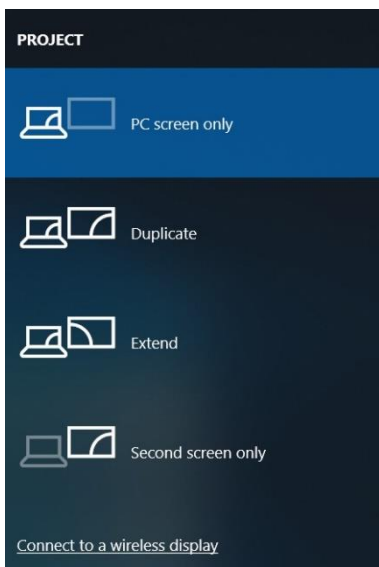 PROJECT
PC screen only
Duplicate
Extend
Second screen only
Connect to a wireless display